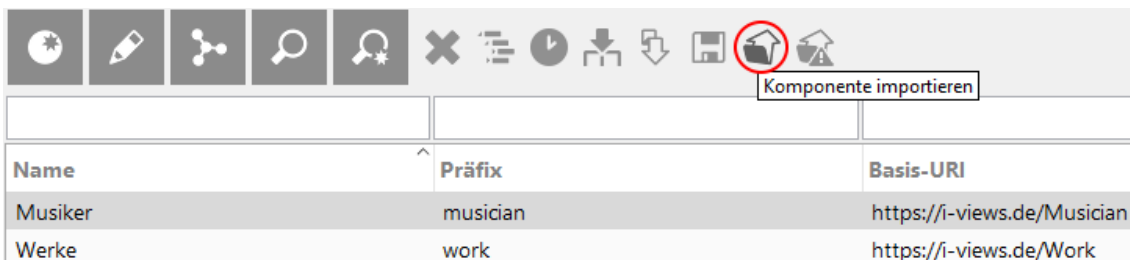 Komponente importieren
Name Präfix Basis-URI
Musiker musician https://i-views.de/Musician
Werke work https://i-views.de/Work